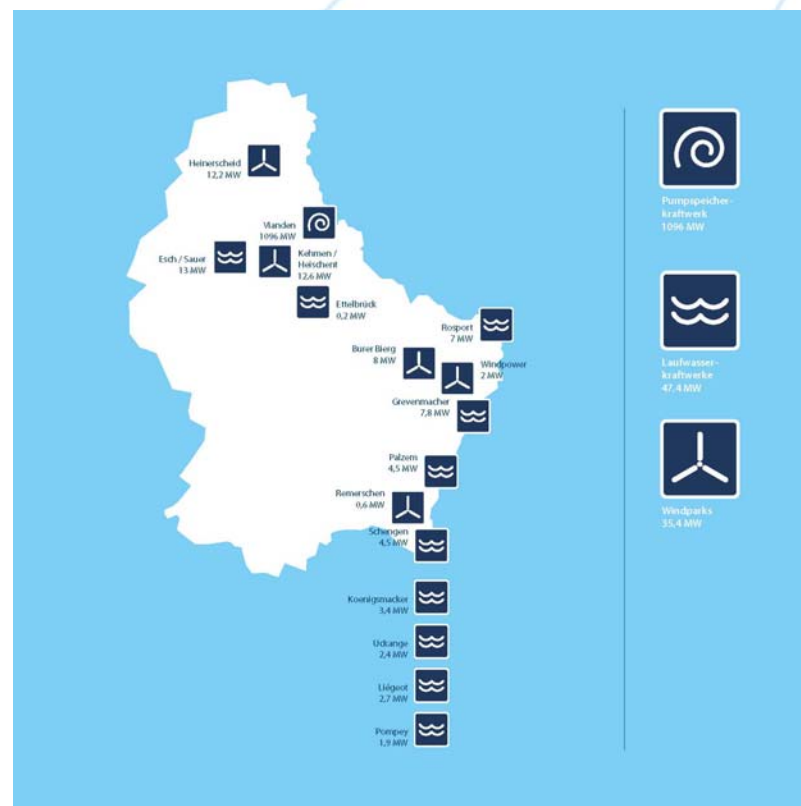 Heinerscheid
12,2 MW
Vianden
1096 MW
Esch / Sauer
13 MW
Kehmen /
Heischent
12,6 MW
Ettelbrück
0,2 MW
Rosport
7 MW
Burer Bierg
8 MW
Windpower
2 MW
Grevenmacher
7,8 MW
Palzem
4,5 MW
Remerschen
0,6 MW
Schengen
4,5 MW
Koenigsmacker
3,4 MW
Uckange
2,4 MW
Liégeot
2,7 MW
Pompey
1,9 MW
Pumpspeicher-
kraftwerk
1096 MW
Laufwasser-
kraftwerke
47,4 MW
Windparks
35,4 MW